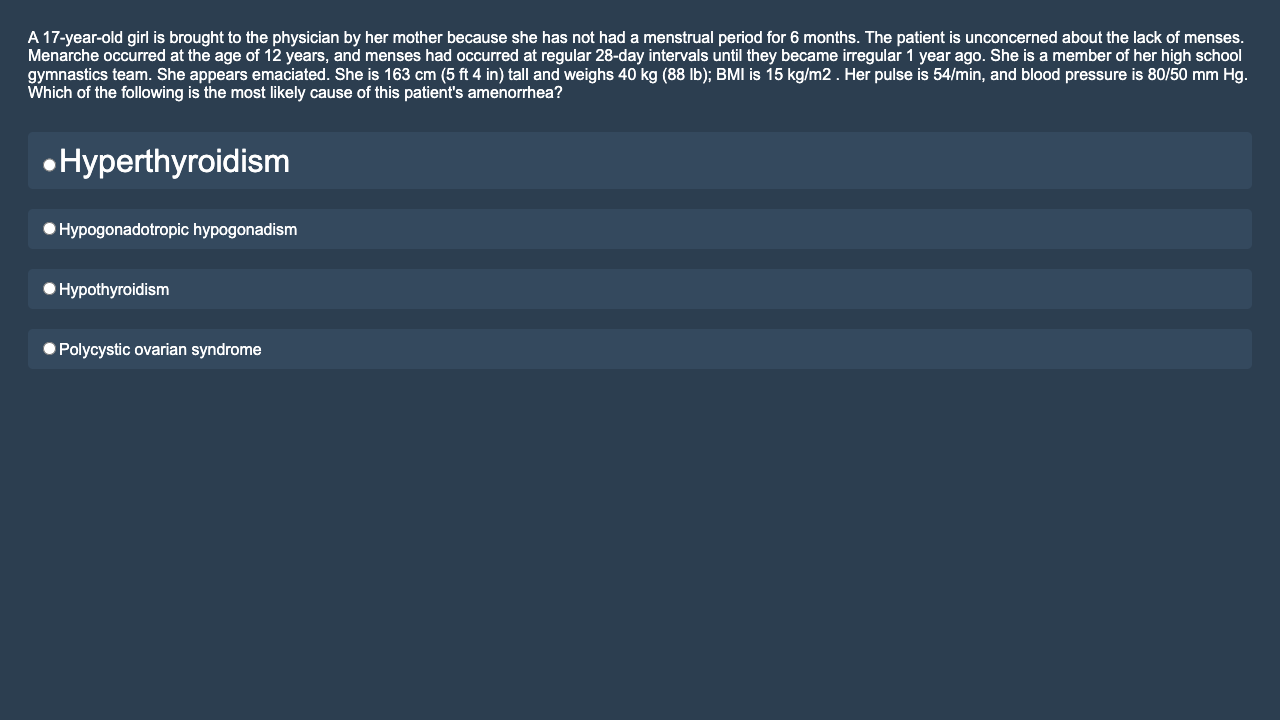 A 17-year-old girl is brought to the physician by her mother because she has not had a menstrual period for 6 months. The patient is unconcerned about the lack of menses.
Menarche occurred at the age of 12 years, and menses had occurred at regular 28-day intervals until they became irregular 1 year ago. She is a member of her high school
gymnastics team. She appears emaciated. She is 163 cm (5 ft 4 in) tall and weighs 40 kg (88 lb); BMI is 15 kg/m2 . Her pulse is 54/min, and blood pressure is 80/50 mm Hg.
Which of the following is the most likely cause of this patient's amenorrhea?
Hyperthyroidism
Hypogonadotropic hypogonadism
Hypothyroidism
Polycystic ovarian syndrome